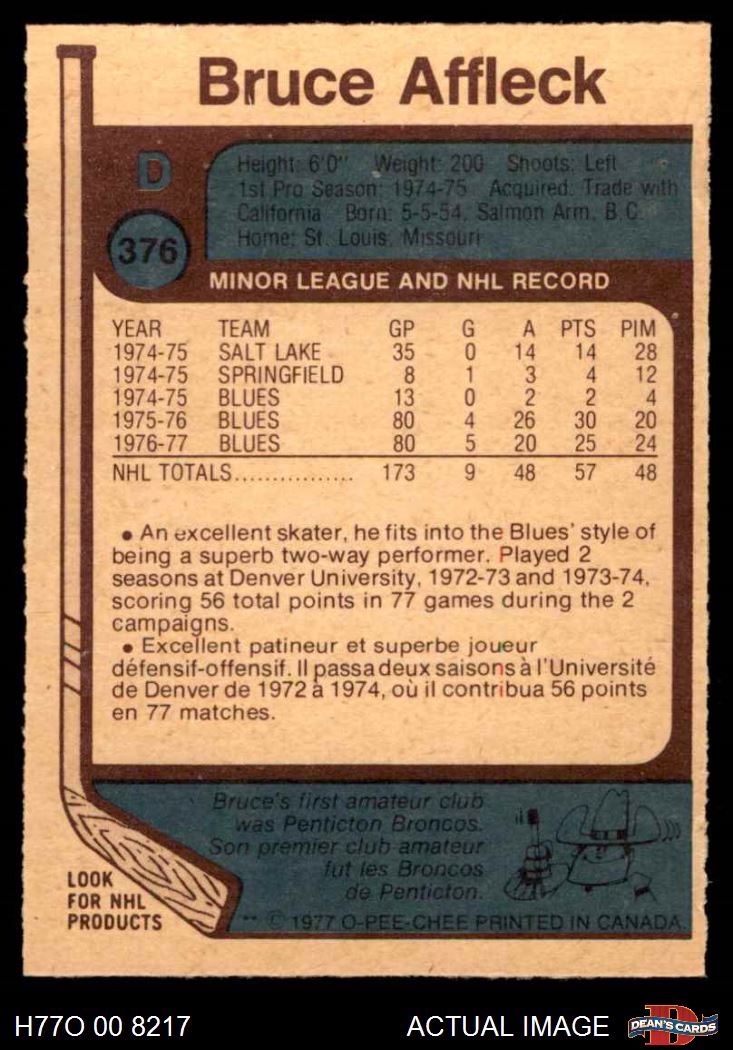 Bruce Affleck
D
376
Height: 6'0" Weight: 200 Shoots: Left
1st Pro Season: 1974-75 Acquired: Trade with
California Born: 5-5-54, Salmon Arm, B.C.
Home: St. Louis, Missouri
MINOR LEAGUE AND NHL RECORD
YEAR TEAM GP G A PTS PIM
1974-75 SALT LAKE 35 0 14 14 28
1974-75 SPRINGFIELD 8 1 3 4 12
1974-75 BLUES 13 0 2 2 4
1975-76 BLUES 80 4 26 30 20
1976-77 BLUES 80 5 20 25 24
NHL TOTALS................ 173 9 48 57 48
• An excellent skater, he fits into the Blues' style of
being a superb two-way performer. Played 2
seasons at Denver University, 1972-73 and 1973-74,
scoring 56 total points in 77 games during the 2
campaigns.
• Excellent patineur et superbe joueur
défensif-offensif. Il passa deux saisons à l'Université
de Denver de 1972 à 1974, où il contribua 56 points
en 77 matches.
Bruce's first amateur club
was Penticton Broncos.
Son premier club amateur
fut les Broncos
de Penticton.
LOOK
FOR NHL
PRODUCTS
** © 1977 O-PEE-CHEE PRINTED IN CANADA.
H77O 00 8217
ACTUAL IMAGE
D
DEAN'S CARDS